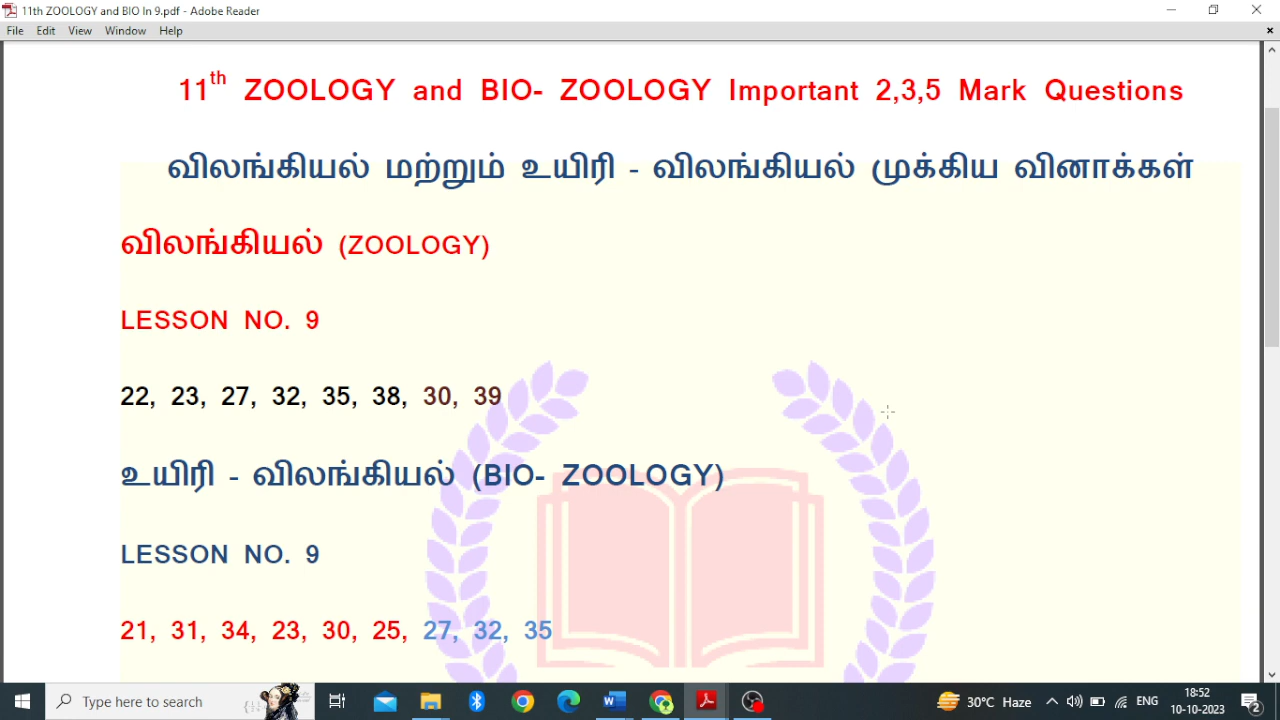 11th ZOOLOGY and BIO In 9.pdf - Adobe Reader
File Edit View Window Help
11th ZOOLOGY and BIO- ZOOLOGY Important 2,3,5 Mark Questions
விலங்கியல் மற்றும் உயிரி - விலங்கியல் முக்கிய வினாக்கள்
விலங்கியல் (ZOOLOGY)
LESSON NO. 9
22, 23, 27, 32, 35, 38, 30, 39
உயிரி - விலங்கியல் (BIO- ZOOLOGY)
LESSON NO. 9
21, 31, 34, 23, 30, 25, 27, 32, 35
Type here to search
30°C Haze
ENG
18:52
10-10-2023
2